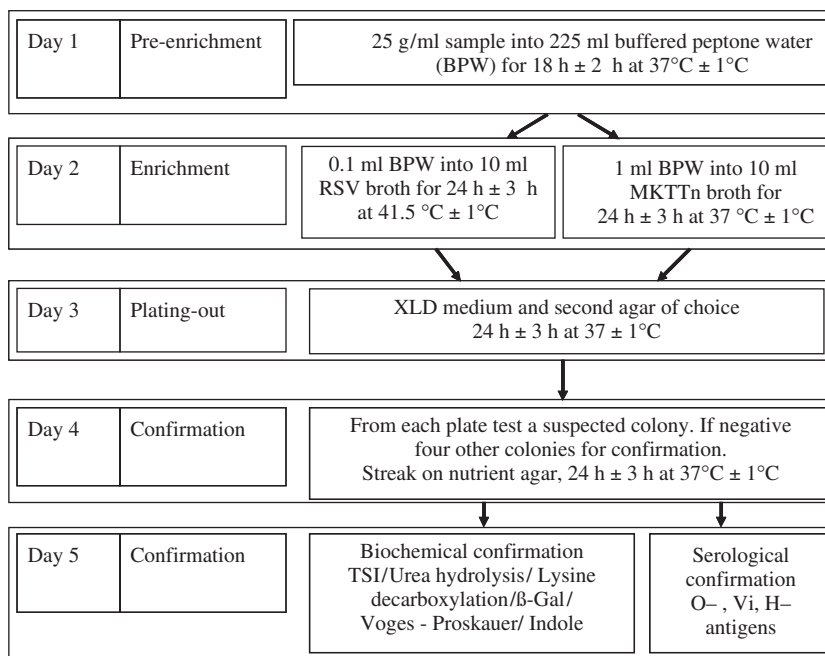 Day 1
Pre-enrichment
25 g/ml sample into 225 ml buffered peptone water
(BPW) for 18 h ± 2 h at 37°C ± 1°C
Day 2
Enrichment
0.1 ml BPW into 10 ml
RSV broth for 24 h ± 3 h
at 41.5 °C ± 1°C
1 ml BPW into 10 ml
MKTTn broth for
24 h ± 3 h at 37 °C ± 1°C
Day 3
Plating-out
XLD medium and second agar of choice
24 h ± 3 h at 37 ± 1°C
Day 4
Confirmation
From each plate test a suspected colony. If negative
four other colonies for confirmation.
Streak on nutrient agar, 24 h ± 3 h at 37°C ± 1°C
Day 5
Confirmation
Biochemical confirmation
TSI/Urea hydrolysis/ Lysine
decarboxylation/ß-Gal/
Voges - Proskauer/ Indole
Serological
confirmation
O– , Vi, H–
antigens